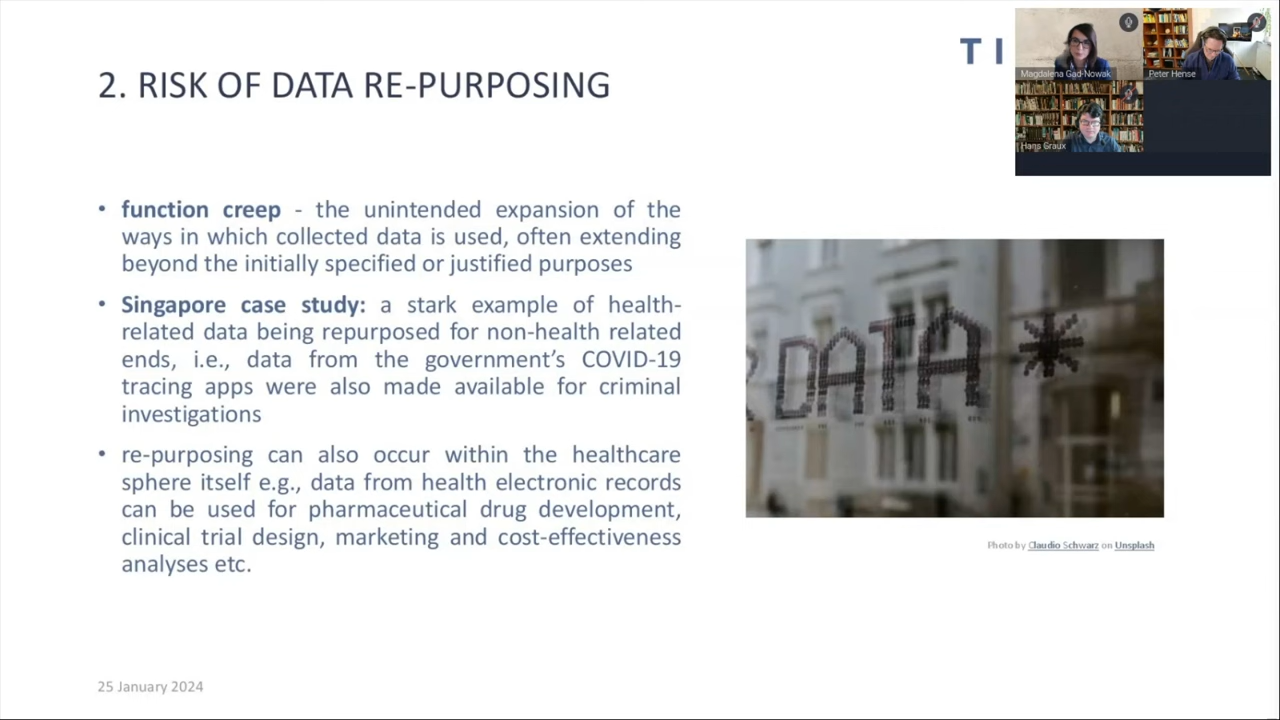 2. RISK OF DATA RE-PURPOSING
T I
Magdalena Gad-Nowak
Peter Hense
Hans Graux
• function creep - the unintended expansion of the
ways in which collected data is used, often extending
beyond the initially specified or justified purposes
• Singapore case study: a stark example of health-
related data being repurposed for non-health related
ends, i.e., data from the government’s COVID-19
tracing apps were also made available for criminal
investigations
• re-purposing can also occur within the healthcare
sphere itself e.g., data from health electronic records
can be used for pharmaceutical drug development,
clinical trial design, marketing and cost-effectiveness
analyses etc.
DATA *
Photo by Claudio Schwarz on Unsplash
25 January 2024